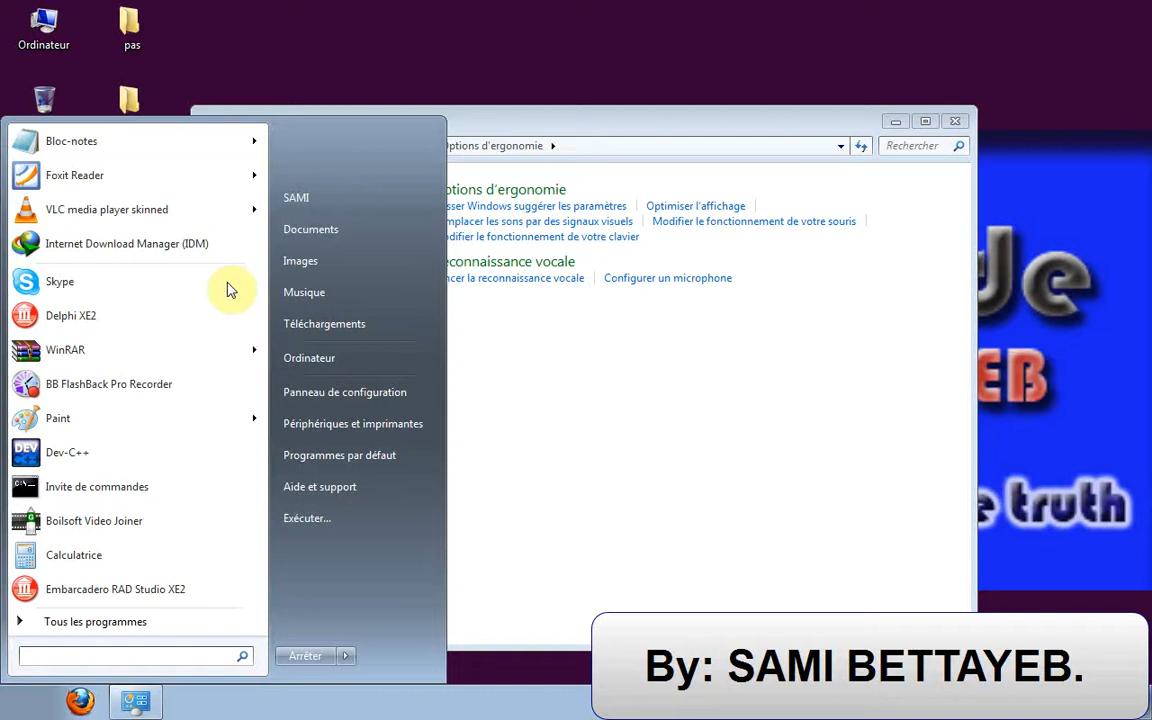 Ordinateur
pas
Bloc-notes
Foxit Reader
VLC media player skinned
Internet Download Manager (IDM)
Skype
Delphi XE2
WinRAR
BB FlashBack Pro Recorder
Paint
Dev-C++
Invite de commandes
Boilsoft Video Joiner
Calculatrice
Embarcadero RAD Studio XE2
Tous les programmes
SAMI
Documents
Images
Musique
Téléchargements
Ordinateur
Panneau de configuration
Périphériques et imprimantes
Programmes par défaut
Aide et support
Exécuter...
Arrêter
ptions d'ergonomie
Rechercher
ptions d'ergonomie
sser Windows suggérer les paramètres Optimiser l'affichage
mplacer les sons par des signaux visuels Modifier le fonctionnement de votre souris
difier le fonctionnement de votre clavier
econnaissance vocale
ncer la reconnaissance vocale Configurer un microphone
de
EB
e truth
By: SAMI BETTAYEB.